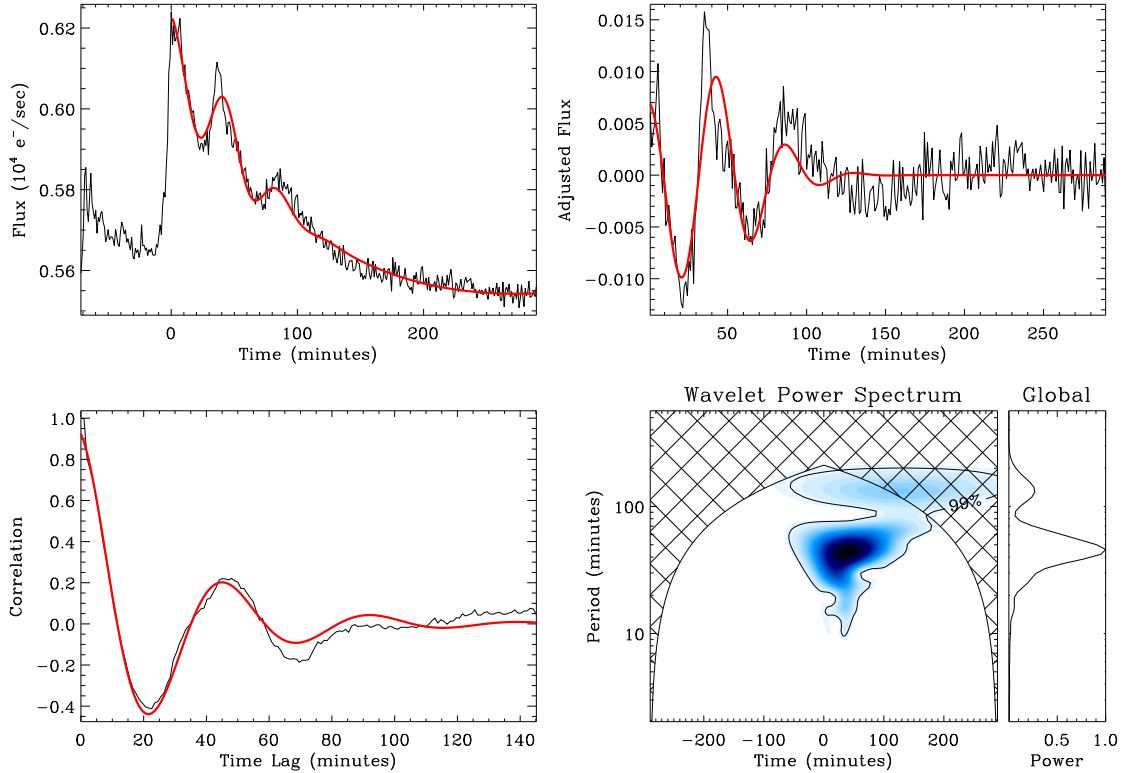 0.62
0.60
0.58
0.56
Flux (10⁴ e⁻/sec)
0 100 200
Time (minutes)
0.015
0.010
0.005
0.000
−0.005
−0.010
Adjusted Flux
50 100 150 200 250
Time (minutes)
1.0
0.8
0.6
0.4
0.2
0.0
−0.2
−0.4
Correlation
0 20 40 60 80 100 120 140
Time Lag (minutes)
Wavelet Power Spectrum
Global
100
10
Period (minutes)
99%
−200 −100 0 100 200
Time (minutes)
0.5 1.0
Power